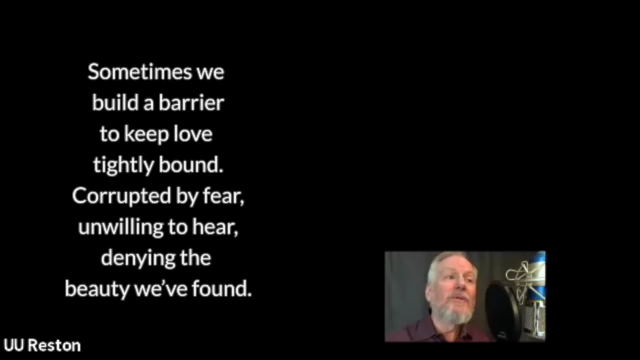 Sometimes we
build a barrier
to keep love
tightly bound.
Corrupted by fear,
unwilling to hear,
denying the
beauty we've found.
UU Reston